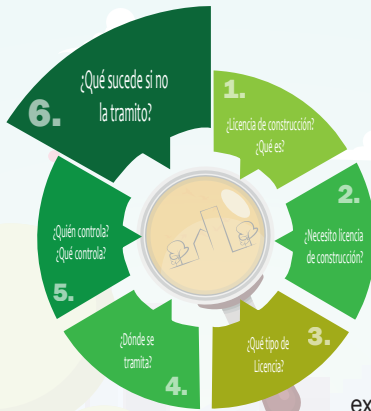 1.
¿Licencia de construcción?
¿Qué es?
2.
¿Necesito licencia
de construcción?
3.
¿Qué tipo de
Licencia?
4.
¿Dónde se
tramita?
5.
¿Quién controla?
¿Qué controla?
6.
¿Qué sucede si no
la tramito?
ex